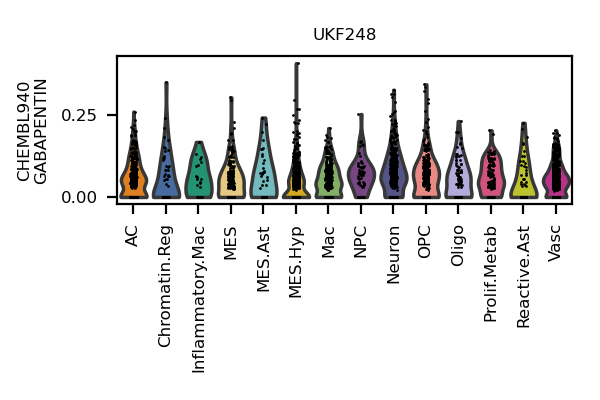 UKF248
CHEMBL940
GABAPENTIN
0.25
0.00
AC
Chromatin.Reg
Inflammatory.Mac
MES
MES.Ast
MES.Hyp
Mac
NPC
Neuron
OPC
Oligo
Prolif.Metab
Reactive.Ast
Vasc